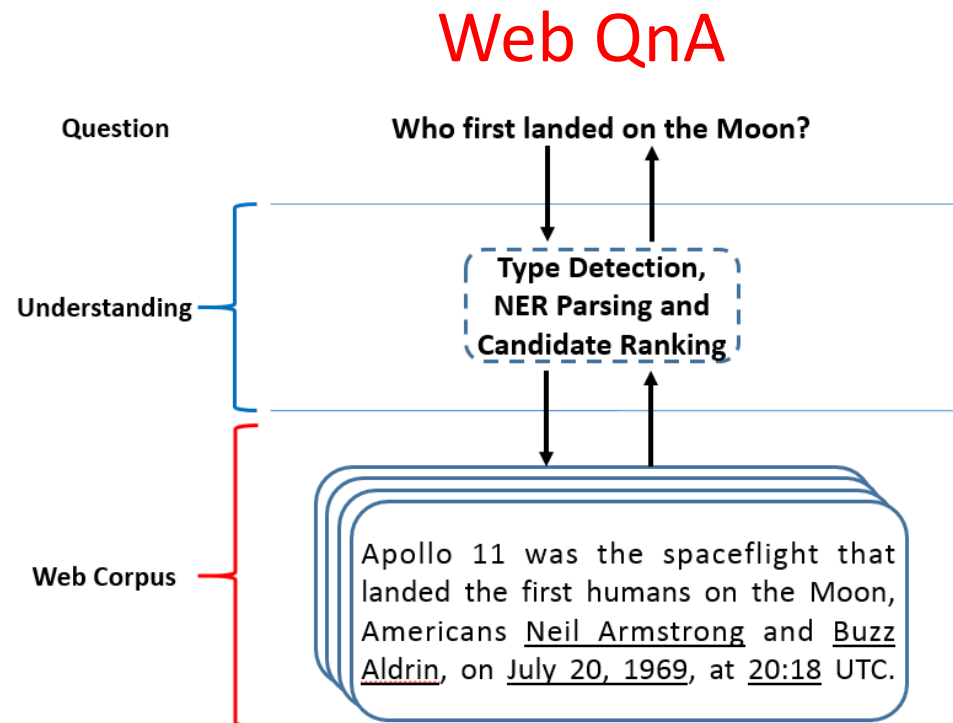 Web QnA
Question
Who first landed on the Moon?
Understanding
Type Detection,
NER Parsing and
Candidate Ranking
Web Corpus
Apollo 11 was the spaceflight that
landed the first humans on the Moon,
Americans Neil Armstrong and Buzz
Aldrin, on July 20, 1969, at 20:18 UTC.